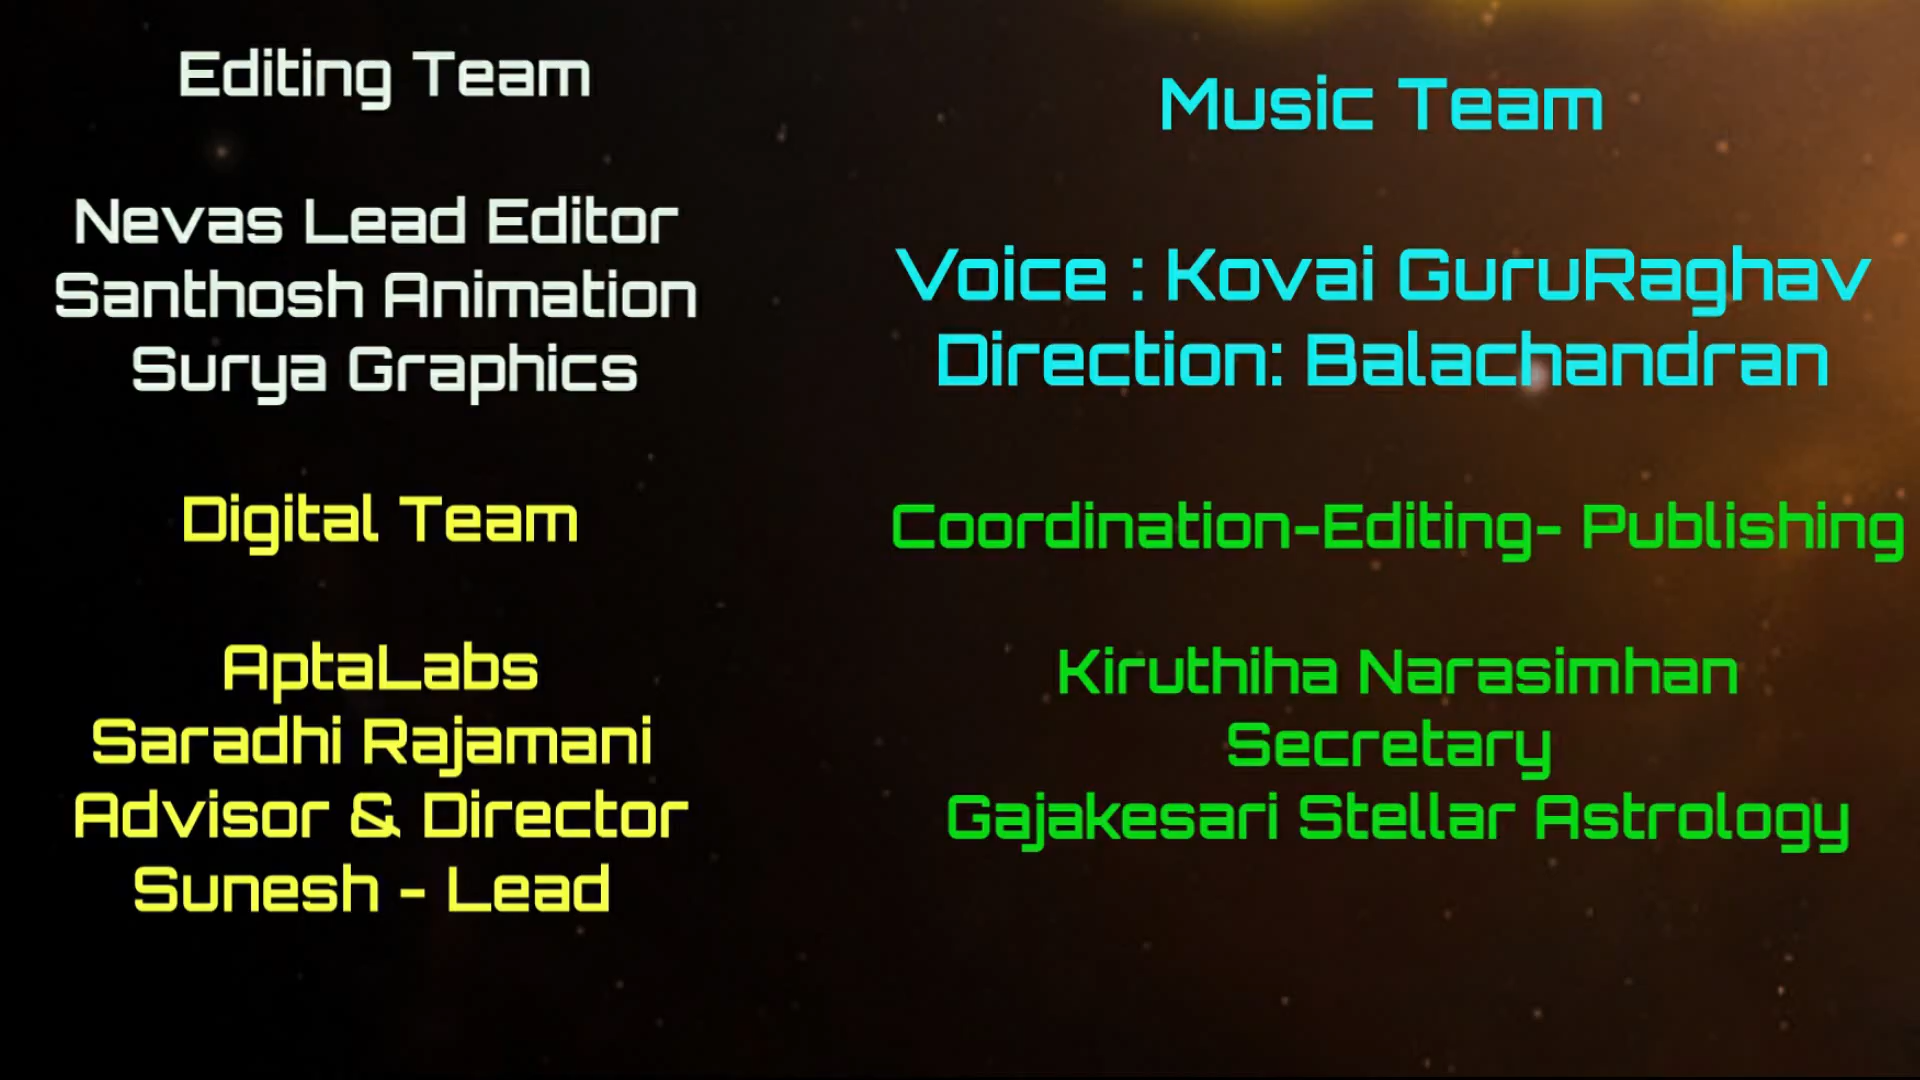 Editing Team
Nevas Lead Editor
Santhosh Animation
Surya Graphics
Digital Team
AptaLabs
Saradhi Rajamani
Advisor & Director
Sunesh - Lead
Music Team
Voice : Kovai GuruRaghav
Direction: Balachandran
Coordination-Editing- Publishing
Kiruthiha Narasimhan
Secretary
Gajakesari Stellar Astrology